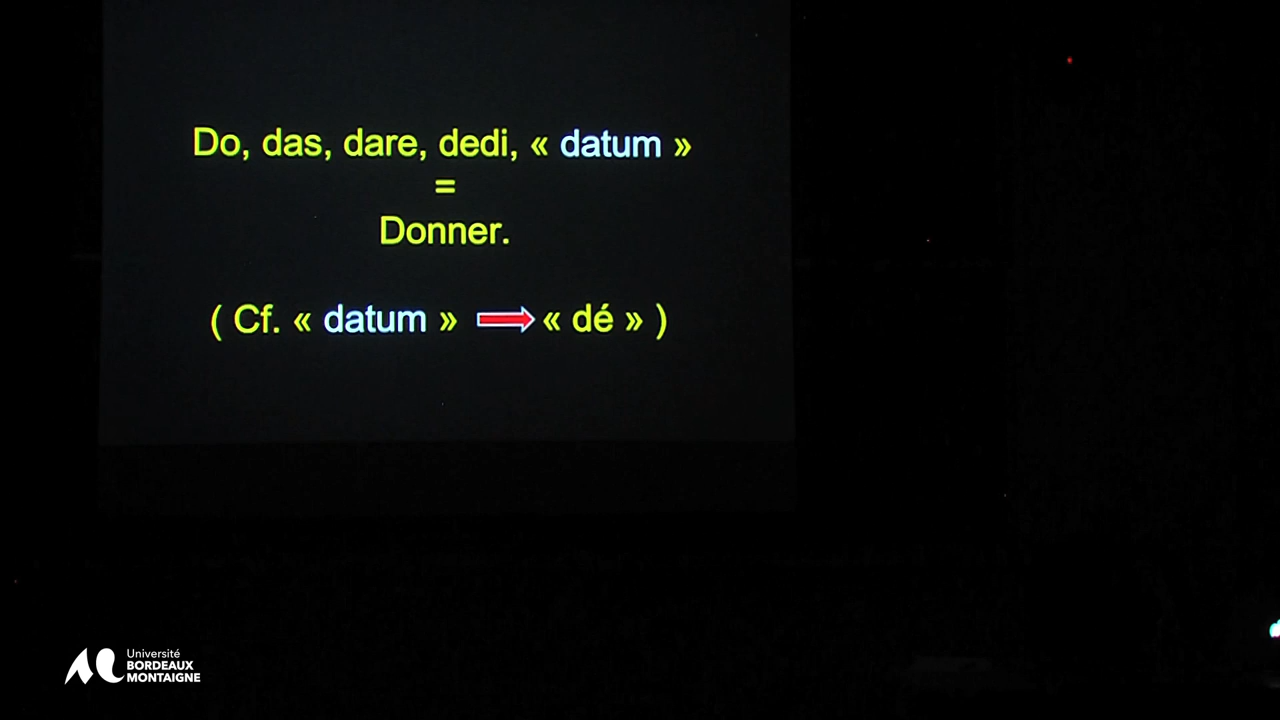 Do, das, dare, dedi, « datum »
=
Donner.
( Cf. « datum » ⇒ « dé » )
Université
BORDEAUX
MONTAIGNE